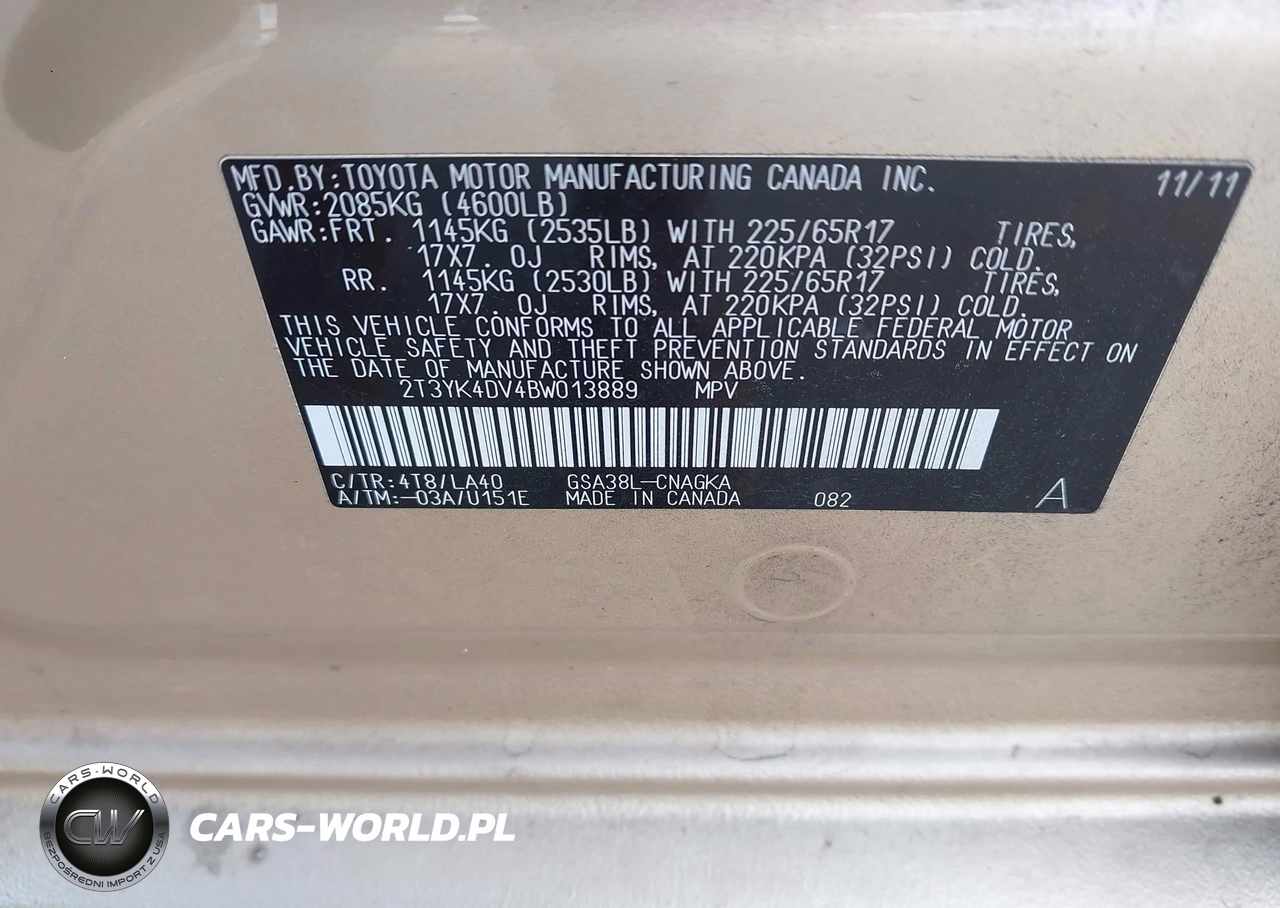 MFD.BY:TOYOTA MOTOR MANUFACTURING CANADA INC. 11/11
GVWR:2085KG (4600LB)
GAWR:FRT. 1145KG (2535LB) WITH 225/65R17 TIRES,
17X7.0J RIMS, AT 220KPA (32PSI) COLD.
RR. 1145KG (2530LB) WITH 225/65R17 TIRES,
17X7.0J RIMS, AT 220KPA (32PSI) COLD.
THIS VEHICLE CONFORMS TO ALL APPLICABLE FEDERAL MOTOR
VEHICLE SAFETY AND THEFT PREVENTION STANDARDS IN EFFECT ON
THE DATE OF MANUFACTURE SHOWN ABOVE.
2T3YK4DV4BW013889 MPV
C/TR:4T8/LA40 GSA38L-CNAGKA
A/TM:-03A/U151E MADE IN CANADA 082 A
CARS-WORLD
CW
BEZPOŚREDNI IMPORT Z USA
CARS-WORLD.PL